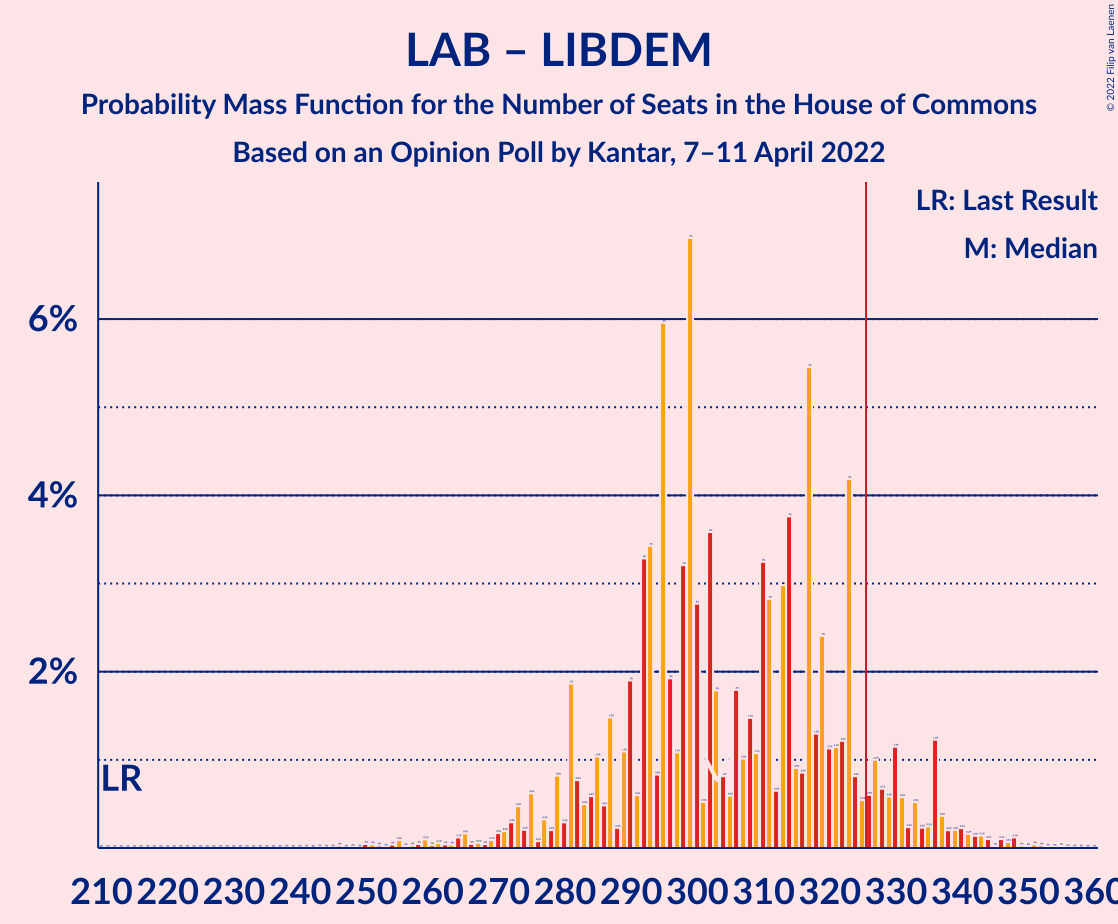 LAB – LIBDEM
Probability Mass Function for the Number of Seats in the House of Commons
Based on an Opinion Poll by Kantar, 7–11 April 2022
© 2022 Filip van Laenen
LR: Last Result
M: Median
6%
4%
2%
LR
M
210 220 230 240 250 260 270 280 290 300 310 320 330 340 350 360